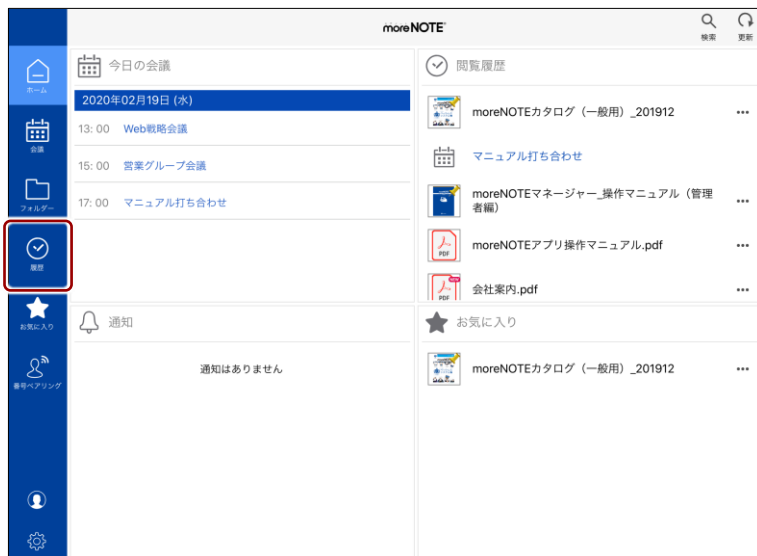 moreNOTE
検索
更新
ホーム
会議
フォルダー
履歴
お気に入り
番号ペアリング
今日の会議
2020年02月19日 (水)
13: 00 Web戦略会議
15: 00 営業グループ会議
17: 00 マニュアル打ち合わせ
閲覧履歴
moreNOTEカタログ（一般用）_201912
マニュアル打ち合わせ
moreNOTEマネージャー_操作マニュアル（管理
者編）
PDF
moreNOTEアプリ操作マニュアル.pdf
NEW
PDF
会社案内.pdf
通知
通知はありません
お気に入り
moreNOTEカタログ（一般用）_201912